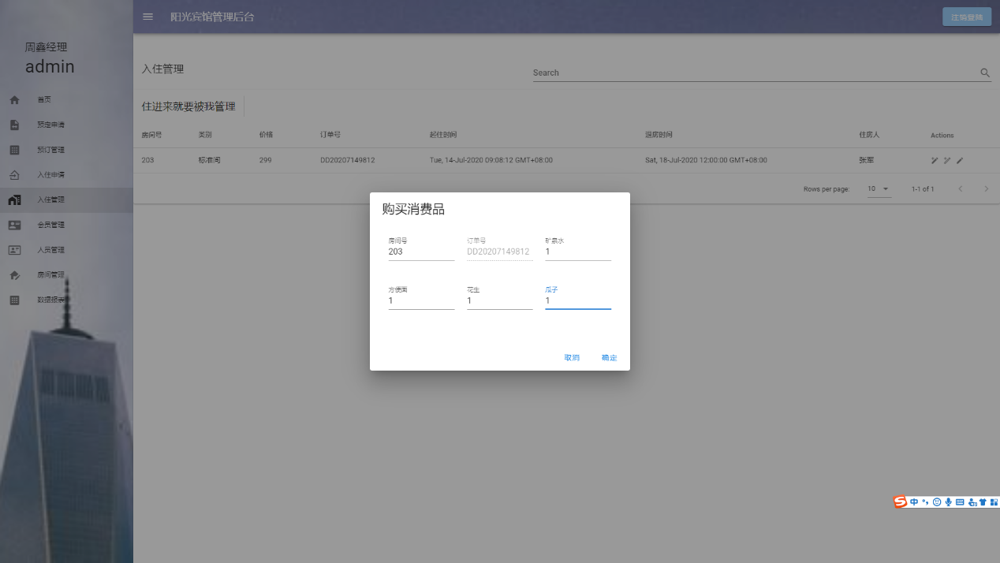 阳光宾馆管理后台
注销登陆
周鑫经理
admin
首页
预定申请
预订管理
入住申请
入住管理
会员管理
人员管理
房间管理
数据报表
入住管理
Search
住进来就要被我管理
房间号 类别 价格 订单号 起住时间 退房时间 住房人 Actions
203 标准间 299 DD20207149812 Tue, 14-Jul-2020 09:08:12 GMT+08:00 Sat, 18-Jul-2020 12:00:00 GMT+08:00 张军
Rows per page: 10 1-1 of 1
购买消费品
房间号 订单号 矿泉水
203 DD20207149812 1
方便面 花生 瓜子
1 1 1
取消 确定
中